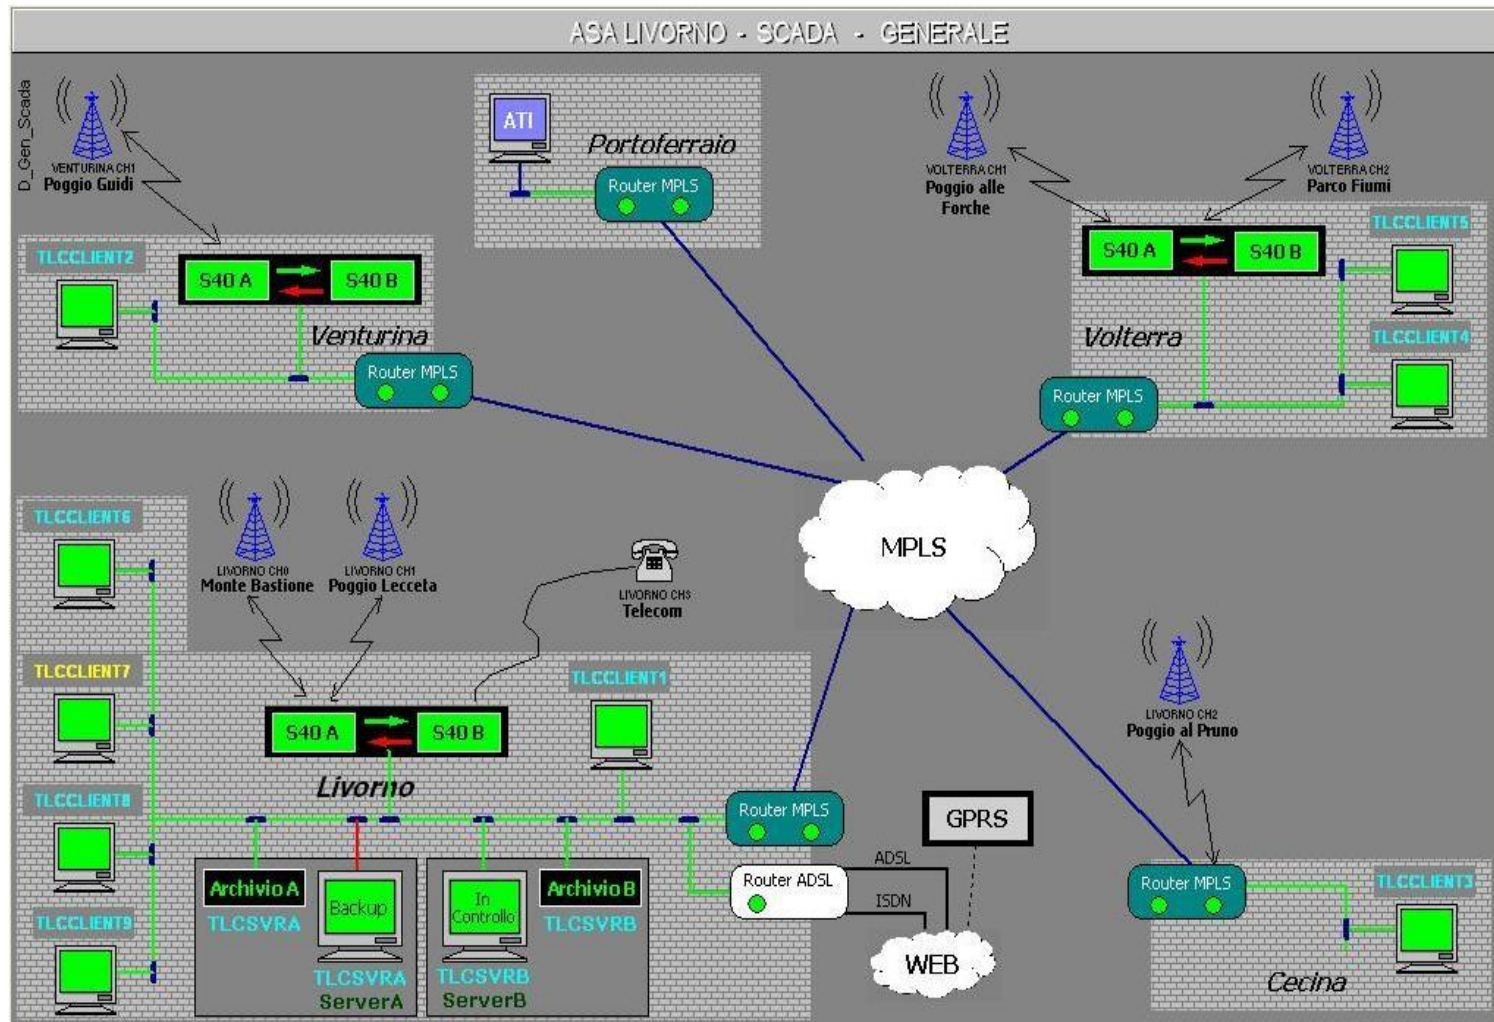 ASA LIVORNO - SCADA - GENERALE
D_Gen_Scada
VENTURINA CH1
Poggio Guidi
TLCCLIENT2
S40 A
S40 B
Venturina
Router MPLS
ATI
Portoferraio
Router MPLS
VOLTERRA CH1
Poggio alle
Forche
VOLTERRA CH2
Parco Fiumi
S40 A
S40 B
TLCCLIENT5
Volterra
TLCCLIENT4
Router MPLS
MPLS
TLCCLIENT6
LIVORNO CH0
Monte Bastione
LIVORNO CH1
Poggio Lecceta
LIVORNO CH3
Telecom
TLCCLIENT7
S40 A
S40 B
TLCCLIENT1
Livorno
TLCCLIENT8
Router MPLS
Archivio A
TLCSVRA
Backup
TLCSVRA
ServerA
In
Controllo
TLCSVRB
ServerB
Archivio B
TLCSVRB
TLCCLIENT9
Router ADSL
ADSL
ISDN
GPRS
WEB
LIVORNO CH2
Poggio al Pruno
Router MPLS
TLCCLIENT3
Cecina